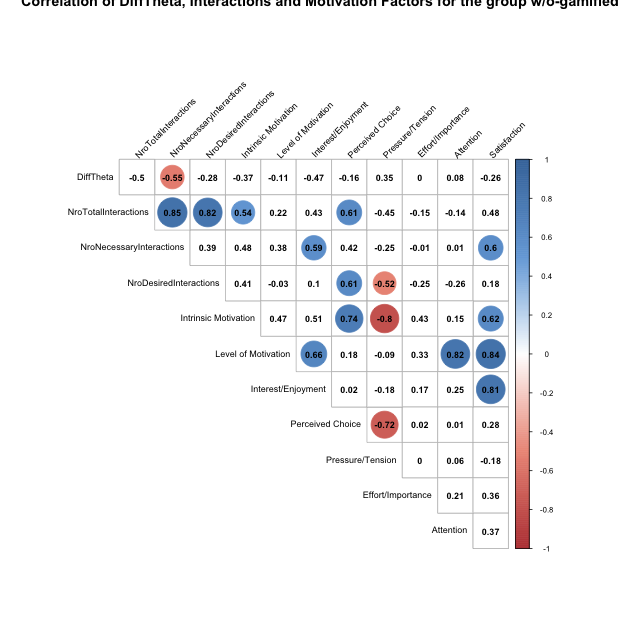 Correlation of DiffTheta, Interactions and Motivation Factors for the group w/o-gamified
NroTotalInteractions
NroNecessaryInteractions
NroDesiredInteractions
Intrinsic Motivation
Level of Motivation
Interest/Enjoyment
Perceived Choice
Pressure/Tension
Effort/Importance
Attention
Satisfaction
DiffTheta -0.5 -0.55 -0.28 -0.37 -0.11 -0.47 -0.16 0.35 0 0.08 -0.26
NroTotalInteractions 0.85 0.82 0.54 0.22 0.43 0.61 -0.45 -0.15 -0.14 0.48
NroNecessaryInteractions 0.39 0.48 0.38 0.59 0.42 -0.25 -0.01 0.01 0.6
NroDesiredInteractions 0.41 -0.03 0.1 0.61 -0.52 -0.25 -0.26 0.18
Intrinsic Motivation 0.47 0.51 0.74 -0.8 0.43 0.15 0.62
Level of Motivation 0.66 0.18 -0.09 0.33 0.82 0.84
Interest/Enjoyment 0.02 -0.18 0.17 0.25 0.81
Perceived Choice -0.72 0.02 0.01 0.28
Pressure/Tension 0 0.06 -0.18
Effort/Importance 0.21 0.36
Attention 0.37
1
0.8
0.6
0.4
0.2
0
-0.2
-0.4
-0.6
-0.8
-1